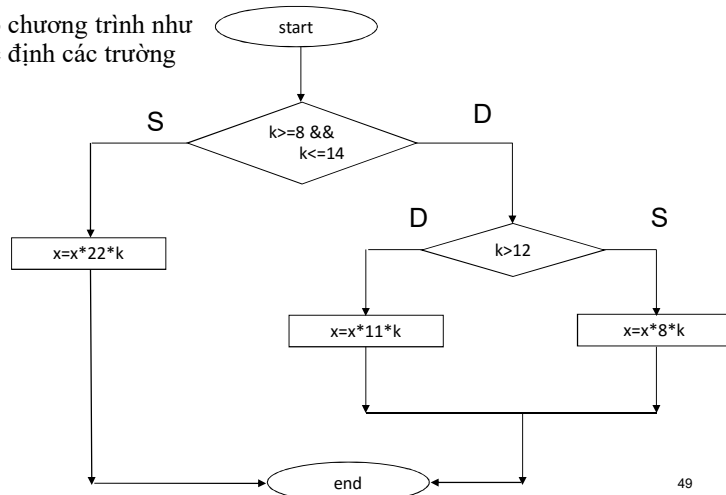 chương trình như
định các trường
start
S
D
k>=8 &&
k<=14
D
S
x=x*22*k
k>12
x=x*11*k
x=x*8*k
end
49